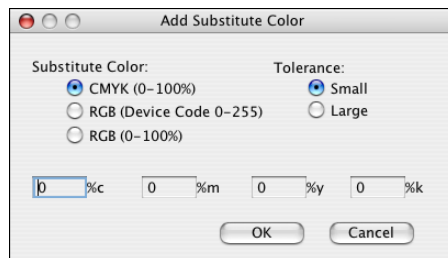 Add Substitute Color
Substitute Color:
CMYK (0-100%)
RGB (Device Code 0-255)
RGB (0-100%)
Tolerance:
Small
Large
0 %c 0 %m 0 %y 0 %k
OK Cancel